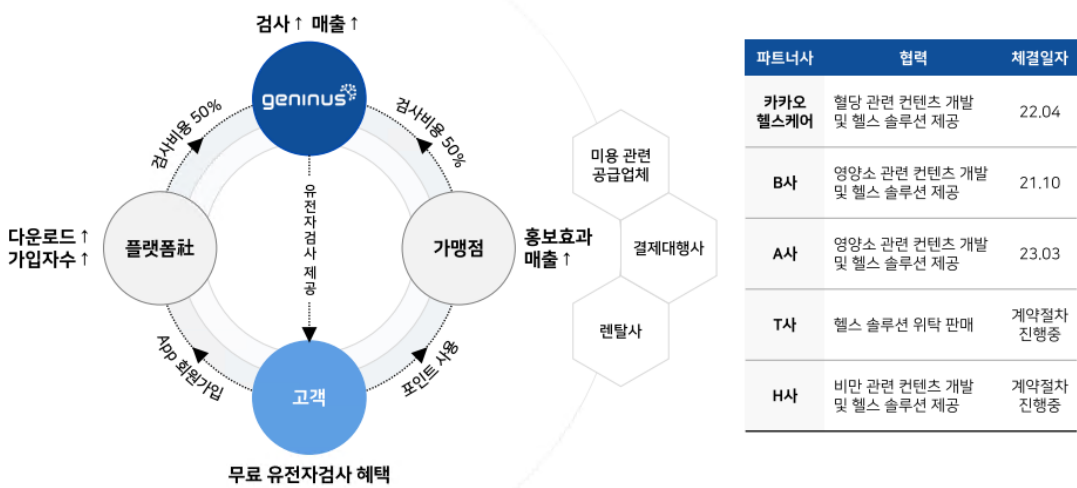 검사↑ 매출↑
geninus
검사비용 50%
검사비용 50%
유전자검사 제공
다운로드↑
가입자수↑
플랫폼社
가맹점
홍보효과
매출↑
App 회원가입
포인트 사용
고객
무료 유전자검사 혜택
미용 관련
공급업체
결제대행사
렌탈사
파트너사 협력 체결일자
카카오
헬스케어
혈당 관련 컨텐츠 개발
및 헬스 솔루션 제공
22.04
B사
영양소 관련 컨텐츠 개발
및 헬스 솔루션 제공
21.10
A사
영양소 관련 컨텐츠 개발
및 헬스 솔루션 제공
23.03
T사
헬스 솔루션 위탁 판매
계약절차
진행중
H사
비만 관련 컨텐츠 개발
및 헬스 솔루션 제공
계약절차
진행중